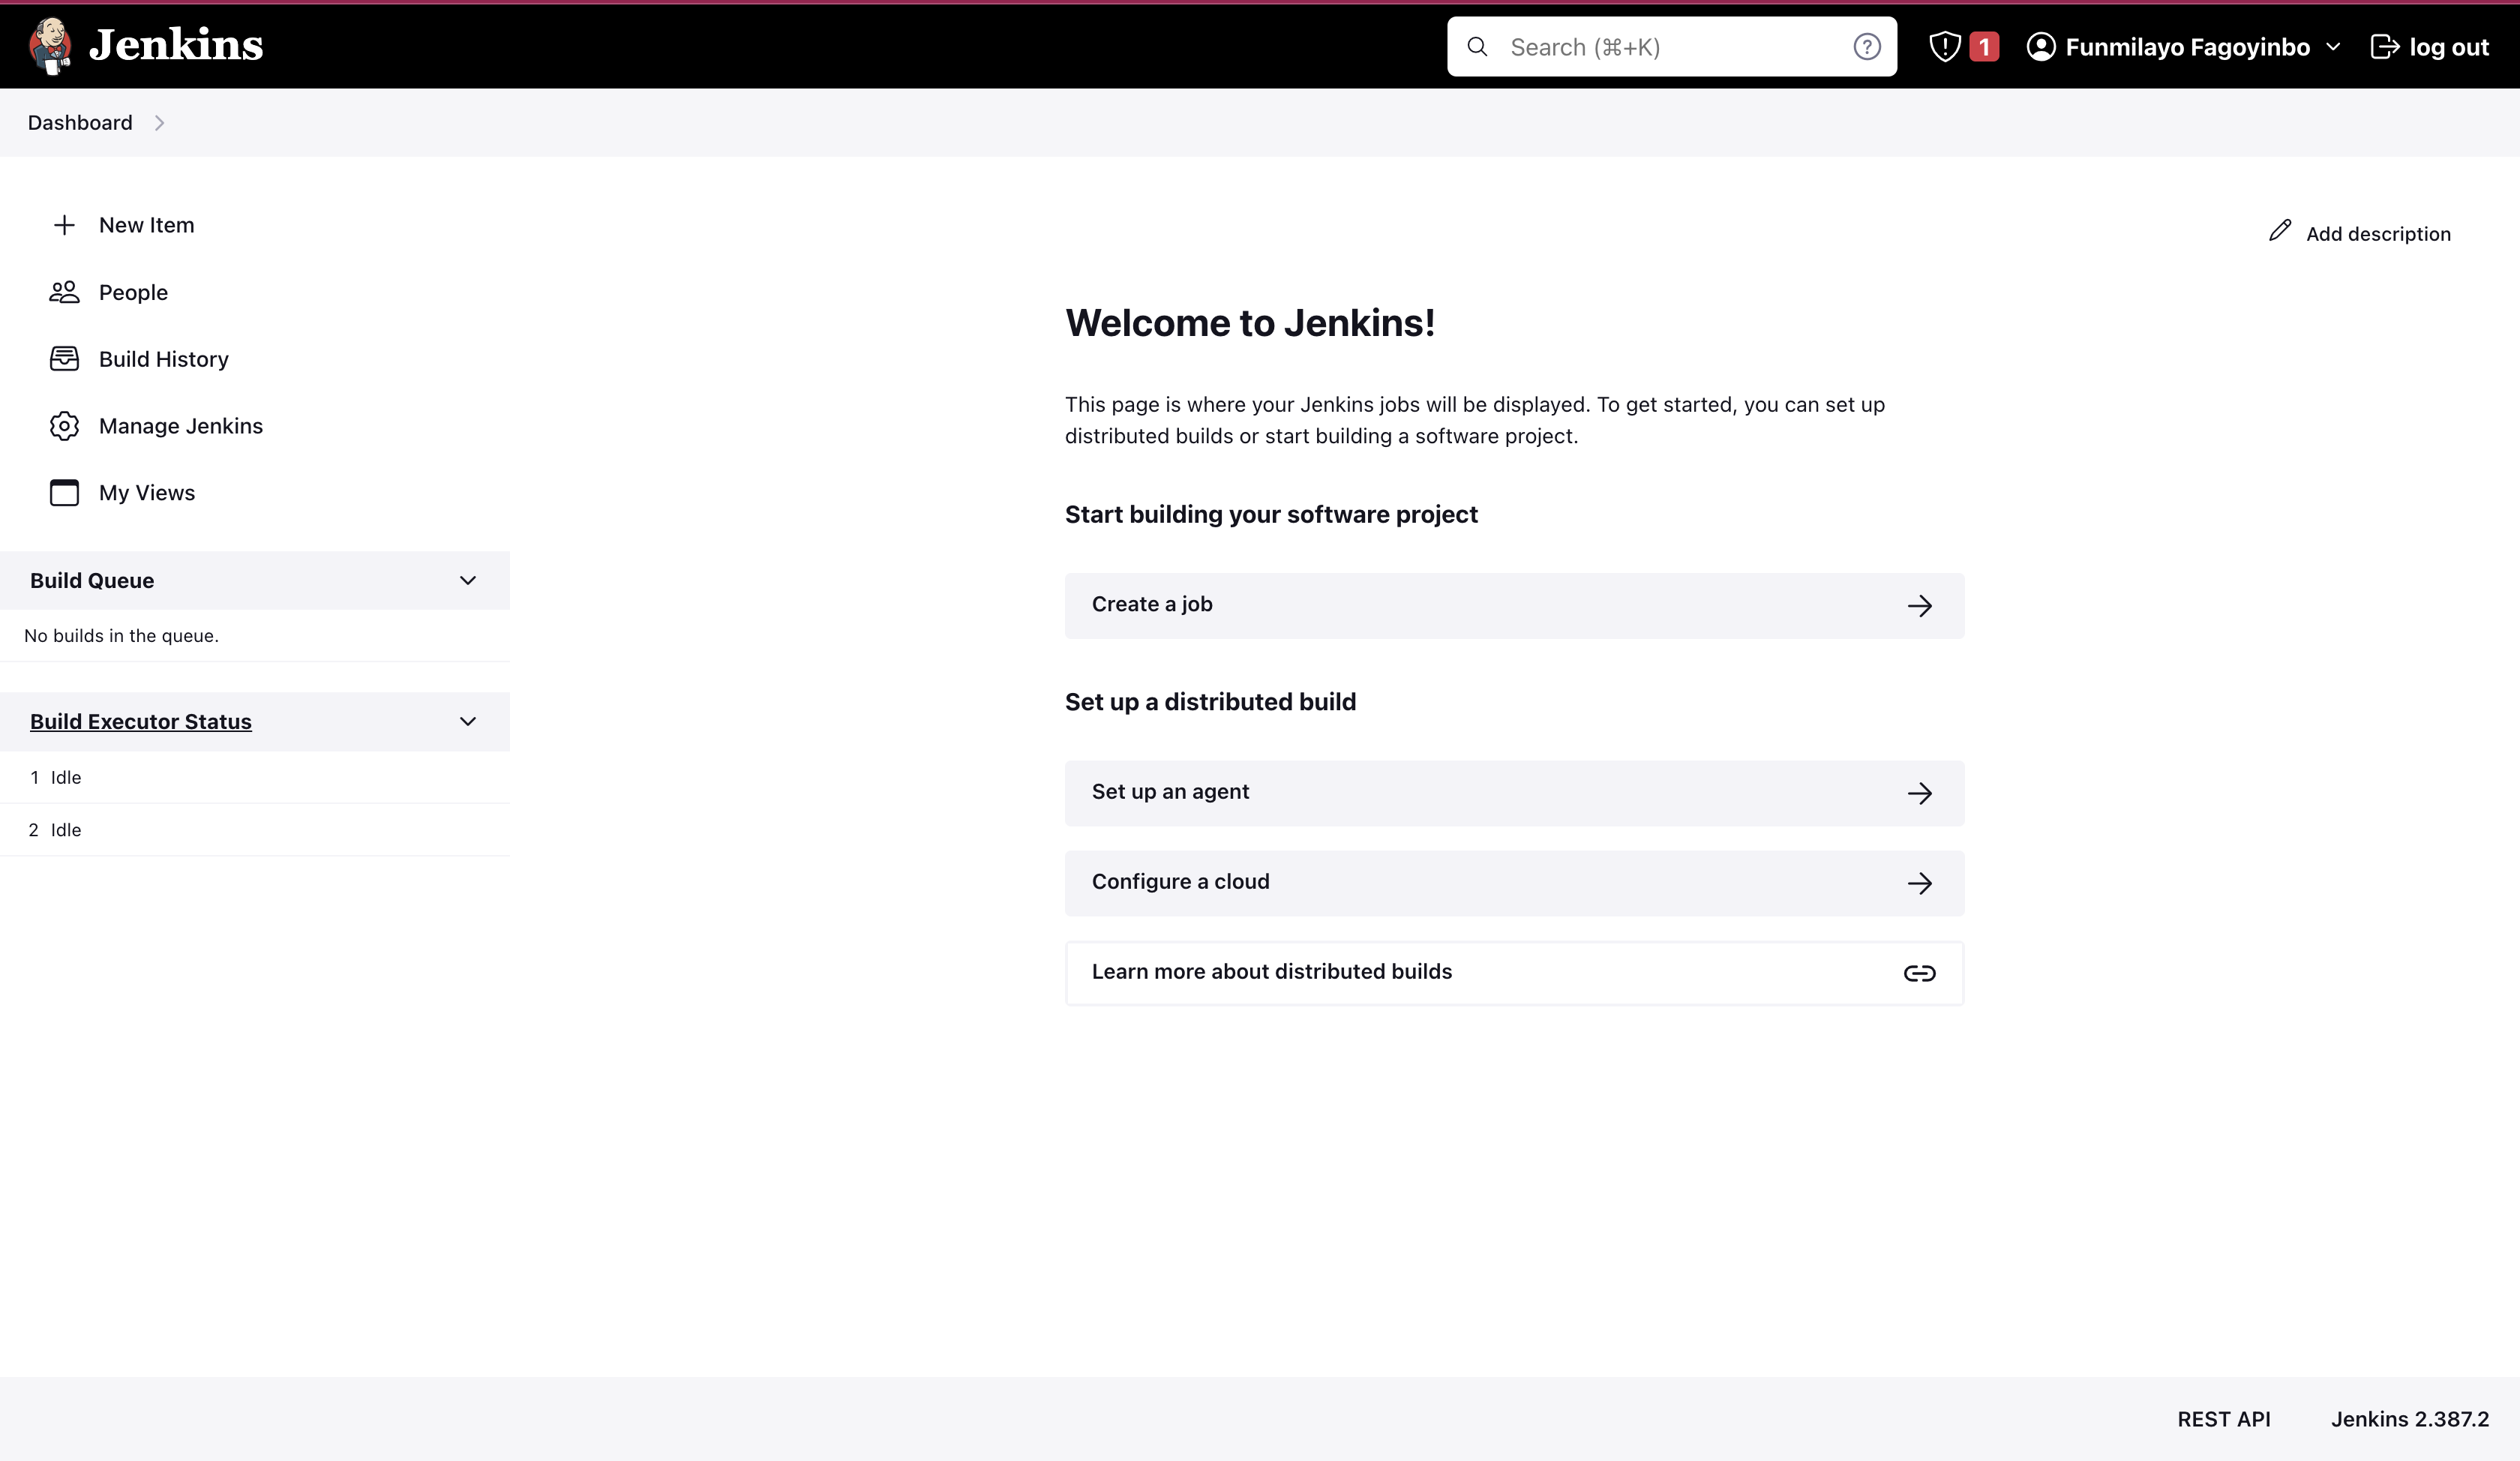 Jenkins
Search (⌘+K)
1
Funmilayo Fagoyinbo
log out
Dashboard
New Item
People
Build History
Manage Jenkins
My Views
Build Queue
No builds in the queue.
Build Executor Status
1 Idle
2 Idle
Add description
Welcome to Jenkins!
This page is where your Jenkins jobs will be displayed. To get started, you can set up
distributed builds or start building a software project.
Start building your software project
Create a job
Set up a distributed build
Set up an agent
Configure a cloud
Learn more about distributed builds
REST API
Jenkins 2.387.2